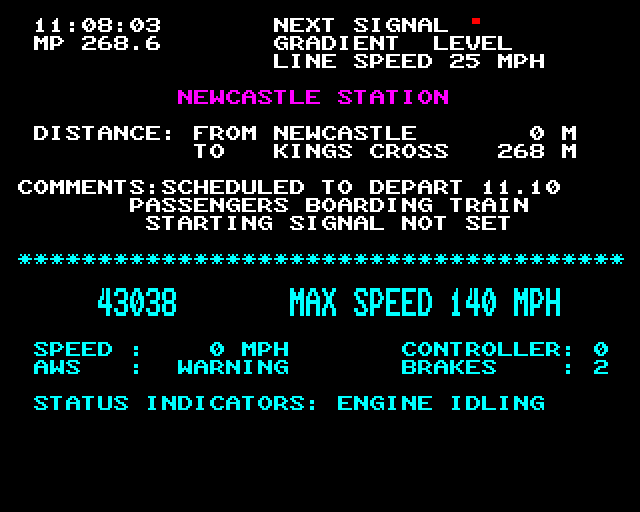 11:08:03 NEXT SIGNAL
MP 268.6 GRADIENT LEVEL
LINE SPEED 25 MPH
NEWCASTLE STATION
DISTANCE: FROM NEWCASTLE 0 M
TO KINGS CROSS 268 M
COMMENTS:SCHEDULED TO DEPART 11.10
PASSENGERS BOARDING TRAIN
STARTING SIGNAL NOT SET
**************************************
43038 MAX SPEED 140 MPH
SPEED : 0 MPH CONTROLLER: 0
AWS : WARNING BRAKES : 2
STATUS INDICATORS: ENGINE IDLING